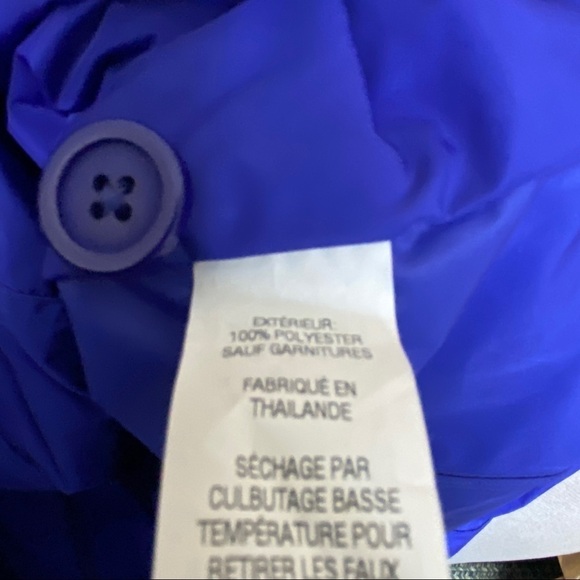 EXTÉRIEUR:
100% POLYESTER
SAUF GARNITURES
FABRIQUÉ EN
THAILANDE
SÉCHAGE PAR
CULBUTAGE BASSE
TEMPÉRATURE POUR
RETIRER LES FAUX